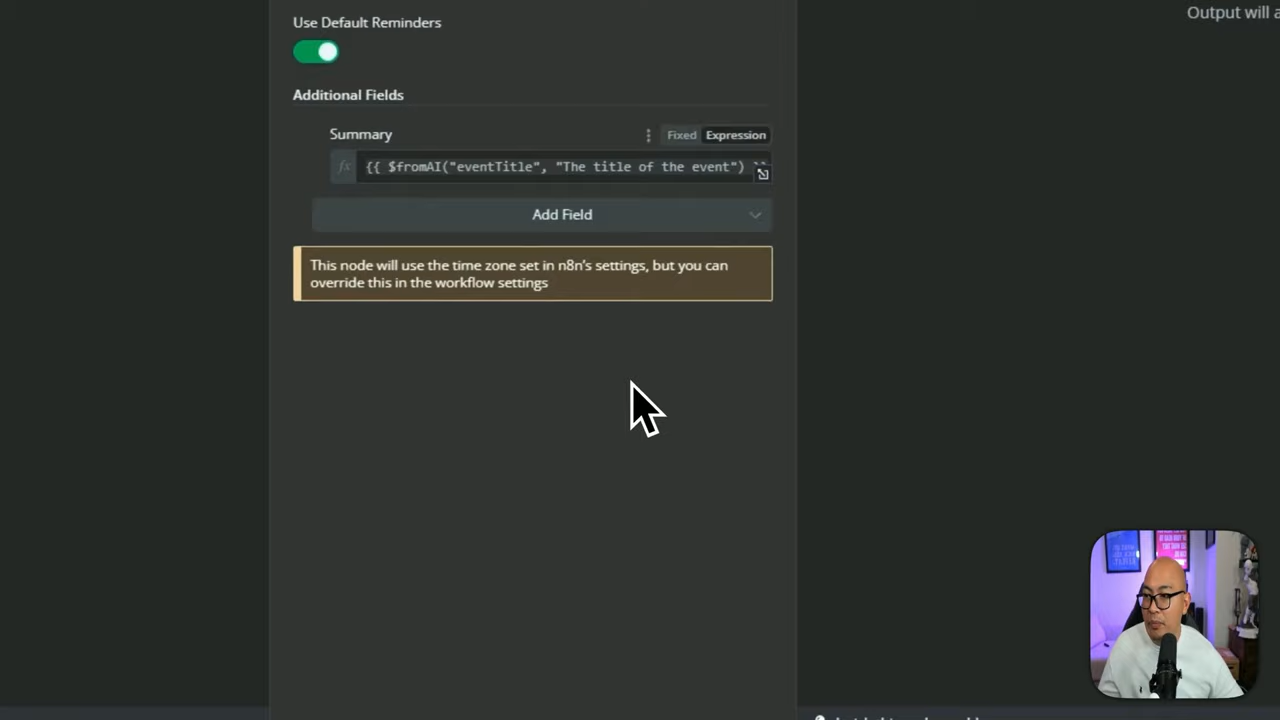 Output will a
Use Default Reminders
Additional Fields
Summary
Fixed Expression
fx {{ $fromAI("eventTitle", "The title of the event") }}
Add Field
This node will use the time zone set in n8n's settings, but you can
override this in the workflow settings